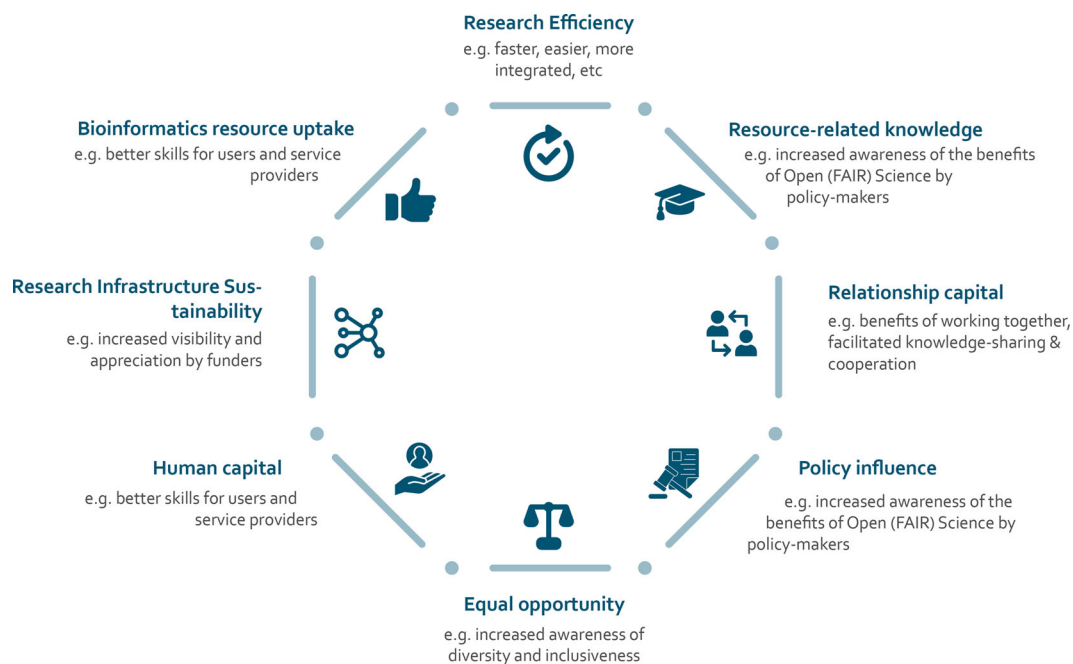 Research Efficiency
e.g. faster, easier, more
integrated, etc
Bioinformatics resource uptake
e.g. better skills for users and service
providers
Resource-related knowledge
e.g. increased awareness of the benefits
of Open (FAIR) Science by
policy-makers
Research Infrastructure Sus-
tainability
e.g. increased visibility and
appreciation by funders
Relationship capital
e.g. benefits of working together,
facilitated knowledge-sharing &
cooperation
Human capital
e.g. better skills for users and
service providers
Policy influence
e.g. increased awareness of the
benefits of Open (FAIR) Science by
policy-makers
Equal opportunity
e.g. increased awareness of
diversity and inclusiveness